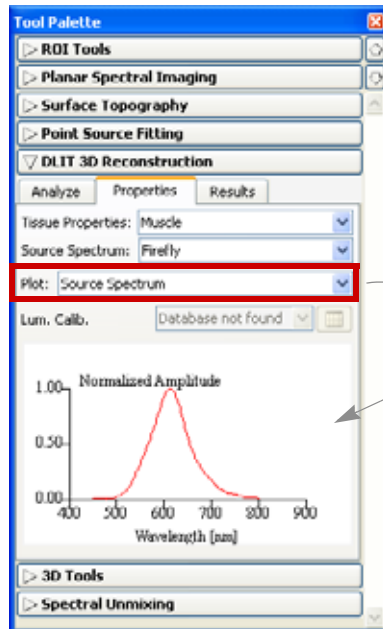 Tool Palette
ROI Tools
Planar Spectral Imaging
Surface Topography
Point Source Fitting
DLIT 3D Reconstruction
Analyze Properties Results
Tissue Properties: Muscle
Source Spectrum: Firefly
Plot: Source Spectrum
Lum. Calib. Database not found
Normalized Amplitude
1.00
0.50
0.00
400 500 600 700 800 900
Wavelength [nm]
3D Tools
Spectral Unmixing